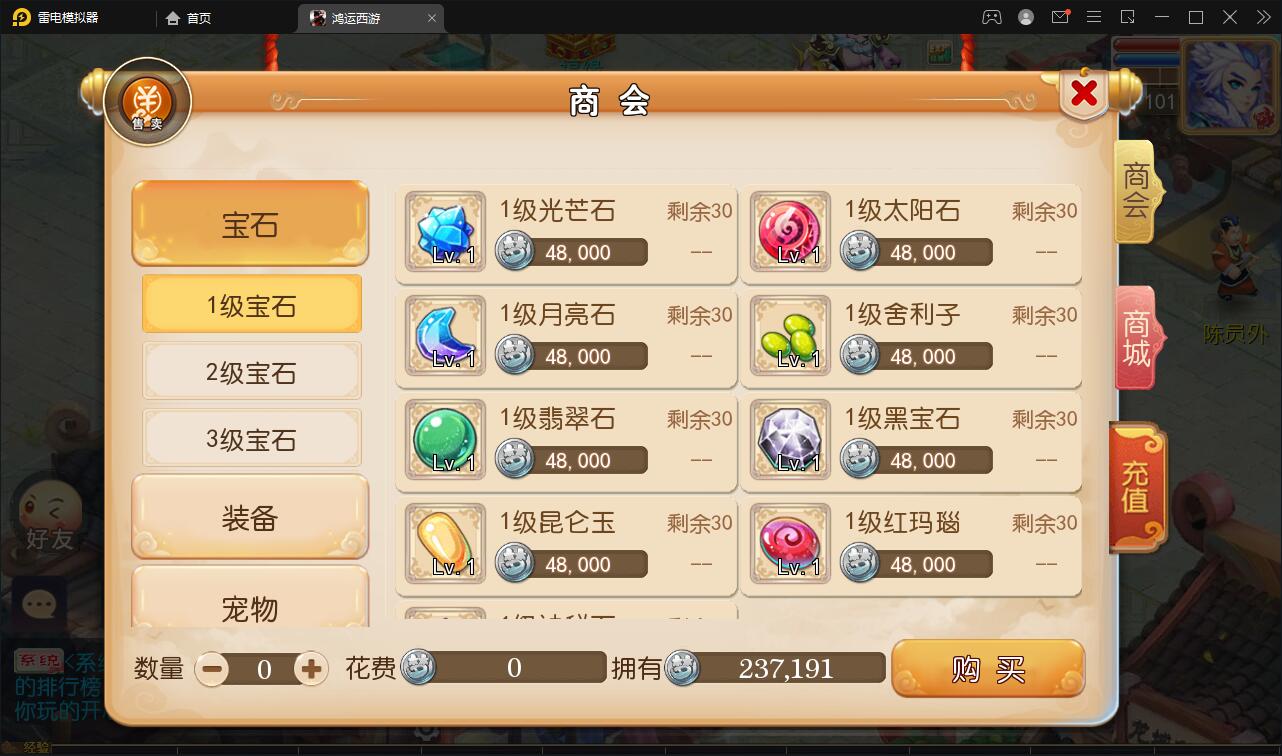 雷电模拟器
首页
鸿运西游
商 会
售卖
101
宝石
1级宝石
2级宝石
3级宝石
装备
宠物
1级光芒石 剩余30
Lv.1 48,000 --
1级太阳石 剩余30
Lv.1 48,000 --
1级月亮石 剩余30
Lv.1 48,000 --
1级舍利子 剩余30
Lv.1 48,000 --
1级翡翠石 剩余30
Lv.1 48,000 --
1级黑宝石 剩余30
Lv.1 48,000 --
1级昆仑玉 剩余30
Lv.1 48,000 --
1级红玛瑙 剩余30
Lv.1 48,000 --
商会
商城
充值
陈员外
好友
数量 0 花费 0 拥有 237,191 购 买
系统 <系统
的排行榜
你玩的开
经验